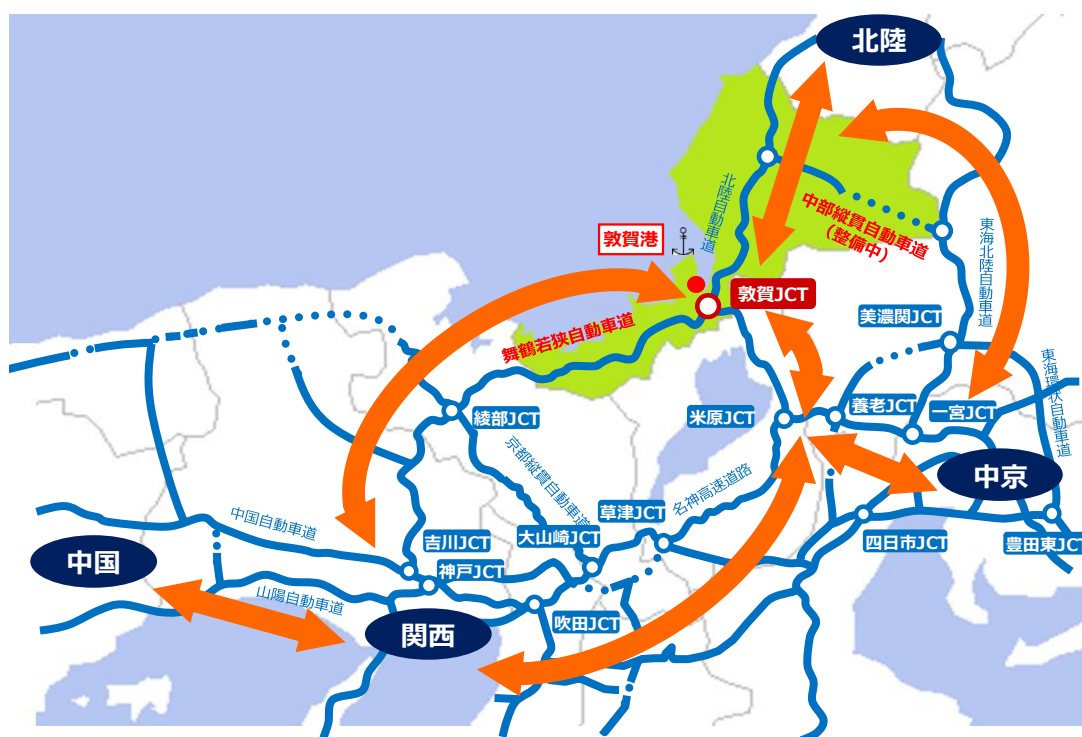 北陸
北陸自動車道
中部縦貫自動車道
（整備中）
東海北陸自動車道
敦賀港
敦賀JCT
舞鶴若狭自動車道
美濃関JCT
東海環状自動車道
綾部JCT
米原JCT
養老JCT
一宮JCT
京都縦貫自動車道
名神高速道路
中京
草津JCT
中国自動車道
吉川JCT
大山崎JCT
四日市JCT
豊田東JCT
中国
神戸JCT
山陽自動車道
吹田JCT
関西